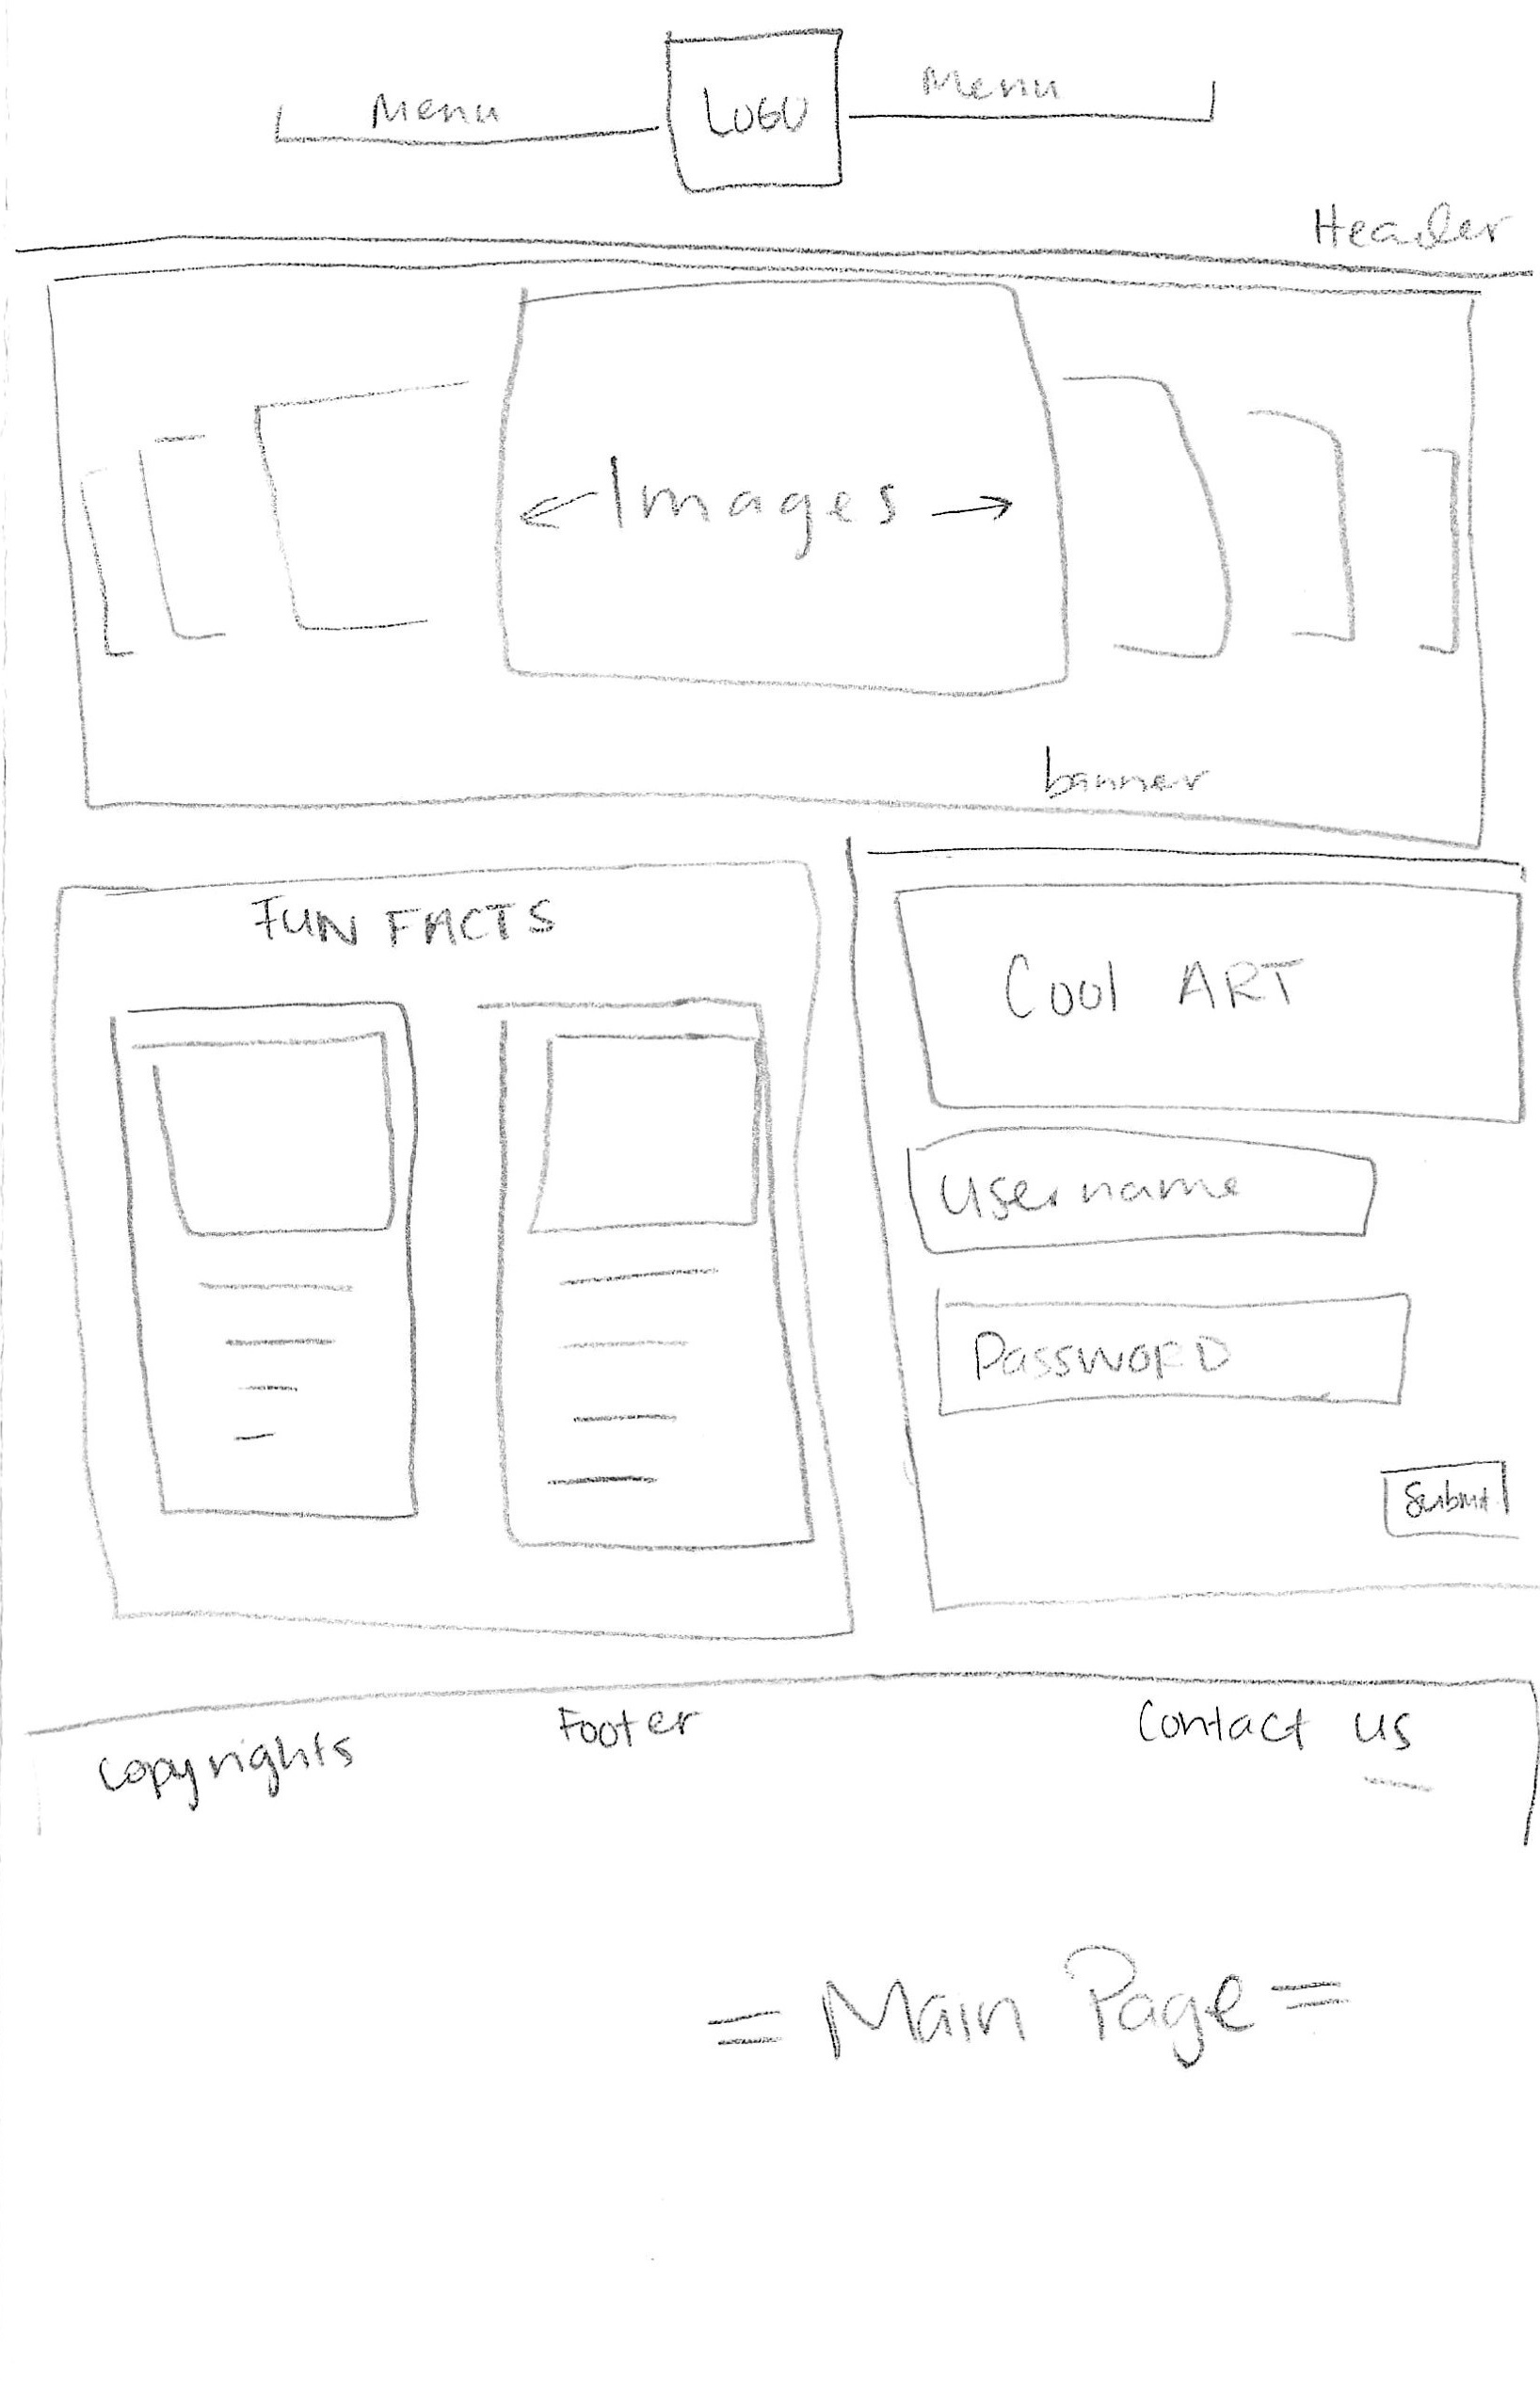 Menu
LOGO
Menu
Header
←Images→
banner
FUN FACTS
Cool ART
Username
PassWORD
Submit
Footer
Contact us
Copyrights
= Main Page =